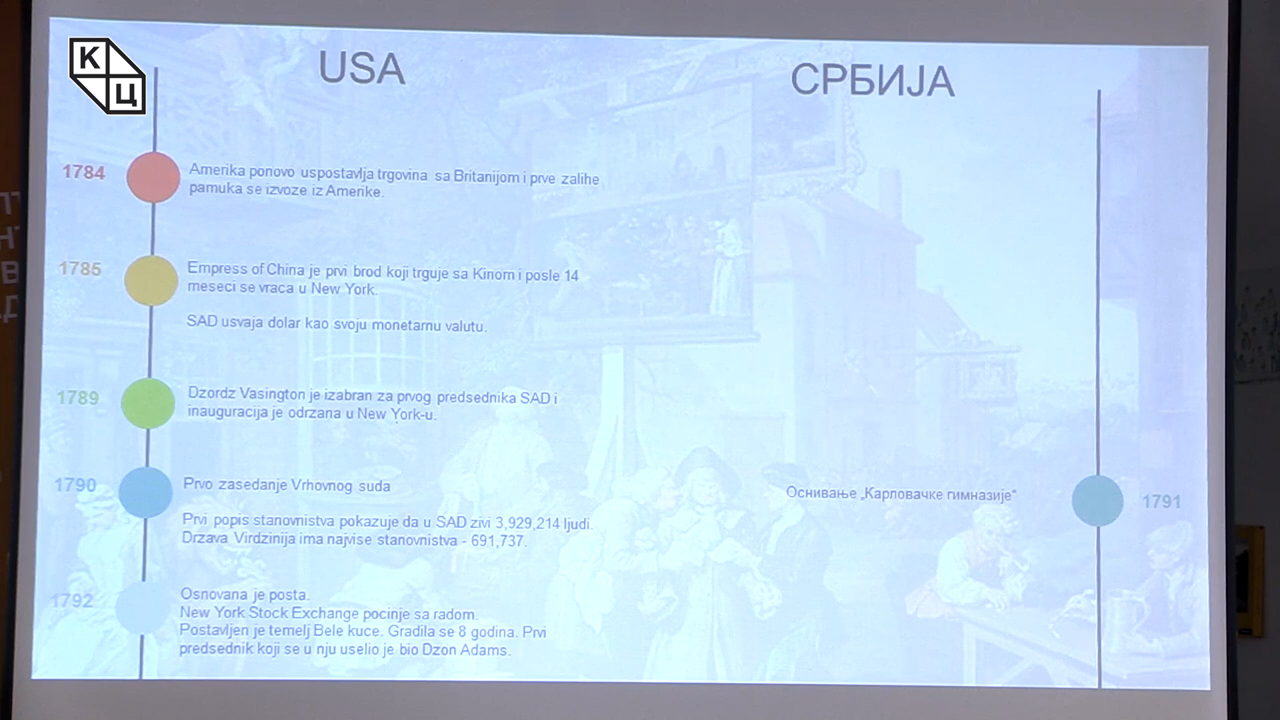 К
Ц
USA
СРБИЈА
1784
Amerika ponovo uspostavlja trgovina sa Britanijom i prve zalihe
pamuka se izvoze iz Amerike.
1785
Empress of China je prvi brod koji trguje sa Kinom i posle 14
meseci se vraca u New York.
SAD usvaja dolar kao svoju monetarnu valutu.
1789
Dzordz Vasington je izabran za prvog predsednika SAD i
inauguracija je odrzana u New York-u.
1790
Prvo zasedanje Vrhovnog suda
Prvi popis stanovnistva pokazuje da u SAD zivi 3,929,214 ljudi.
Drzava Virdzinija ima najvise stanovnistva - 691,737.
Оснивање „Карловачке гимназије“
1791
1792
Osnovana je posta.
New York Stock Exchange pocinje sa radom.
Postavljen je temelj Bele kuce. Gradila se 8 godina. Prvi
predsednik koji se u nju uselio je bio Dzon Adams.